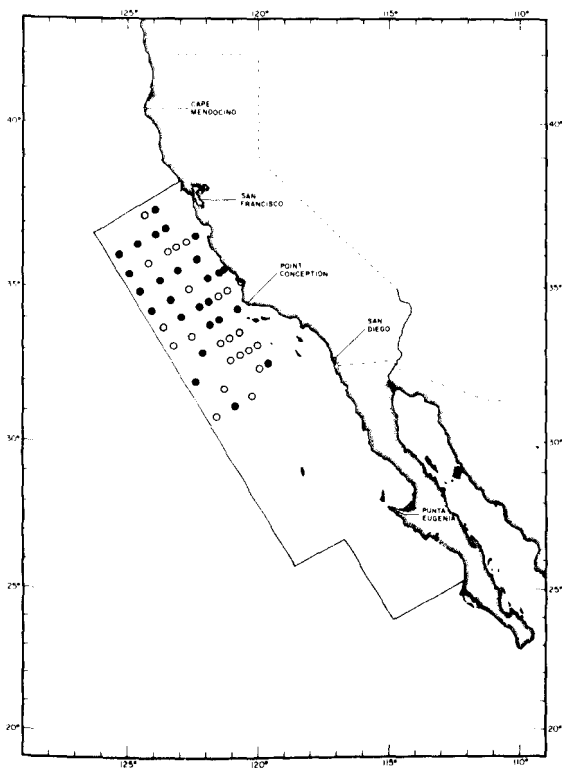 125° 120° 115° 110°
CAPE
MENDOCINO
40° 40°
SAN
FRANCISCO
POINT
CONCEPTION
35° 35°
SAN
DIEGO
30° 30°
PUNTA
EUGENIA
25° 25°
20° 20°
125° 120° 115° 110°